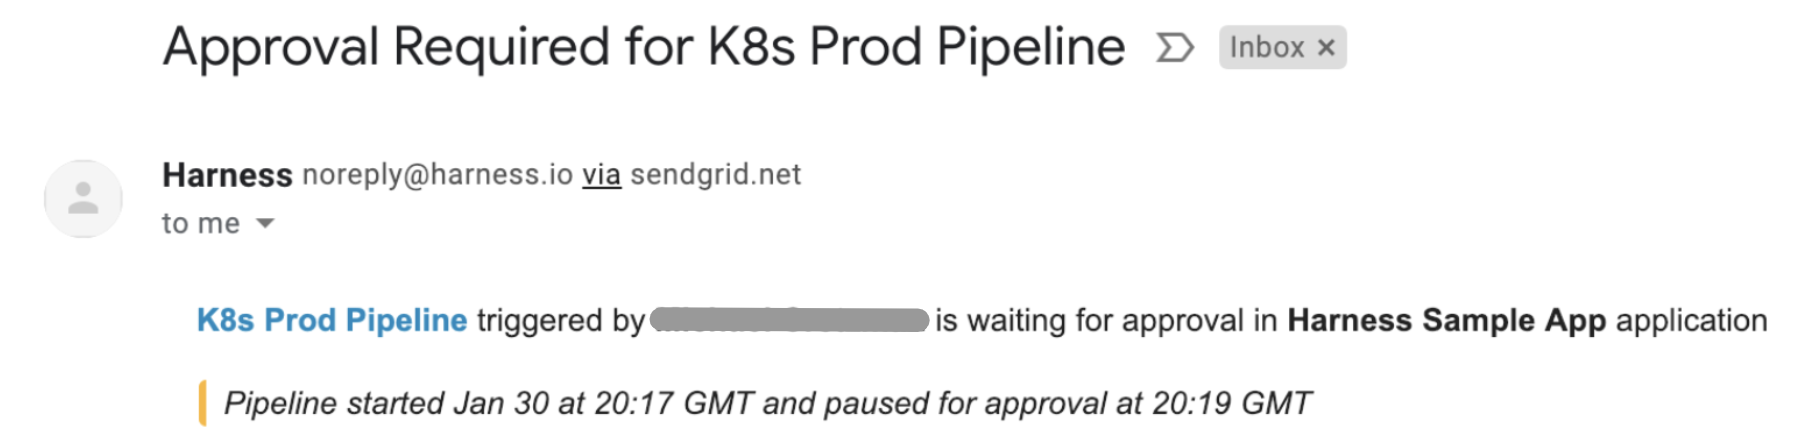 Approval Required for K8s Prod Pipeline Inbox ×
Harness noreply@harness.io via sendgrid.net
to me
K8s Prod Pipeline triggered by is waiting for approval in Harness Sample App application
Pipeline started Jan 30 at 20:17 GMT and paused for approval at 20:19 GMT